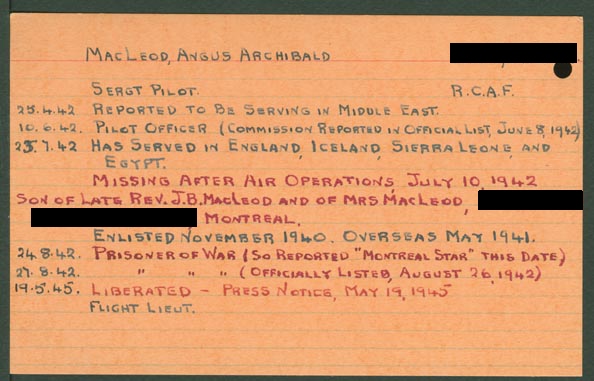 MacLeod, Angus Archibald
Sergt Pilot. R.C.A.F.
25.4.42 Reported to be Serving in Middle East.
10.6.42. Pilot Officer (Commission Reported in Official List, June 8, 1942)
23.7.42 Has Served in England, Iceland, Sierra Leone, and
Egypt.
Missing After Air Operations, July 10, 1942
Son of Late Rev. J.B. MacLeod and of Mrs MacLeod,
Montreal.
Enlisted November 1940. Overseas May 1941.
24.8.42. Prisoner of War (So Reported "Montreal Star" this Date)
27.8.42. " " " (Officially Listed, August 26, 1942)
19.5.45. Liberated – Press Notice, May 19, 1945
Flight Lieut.